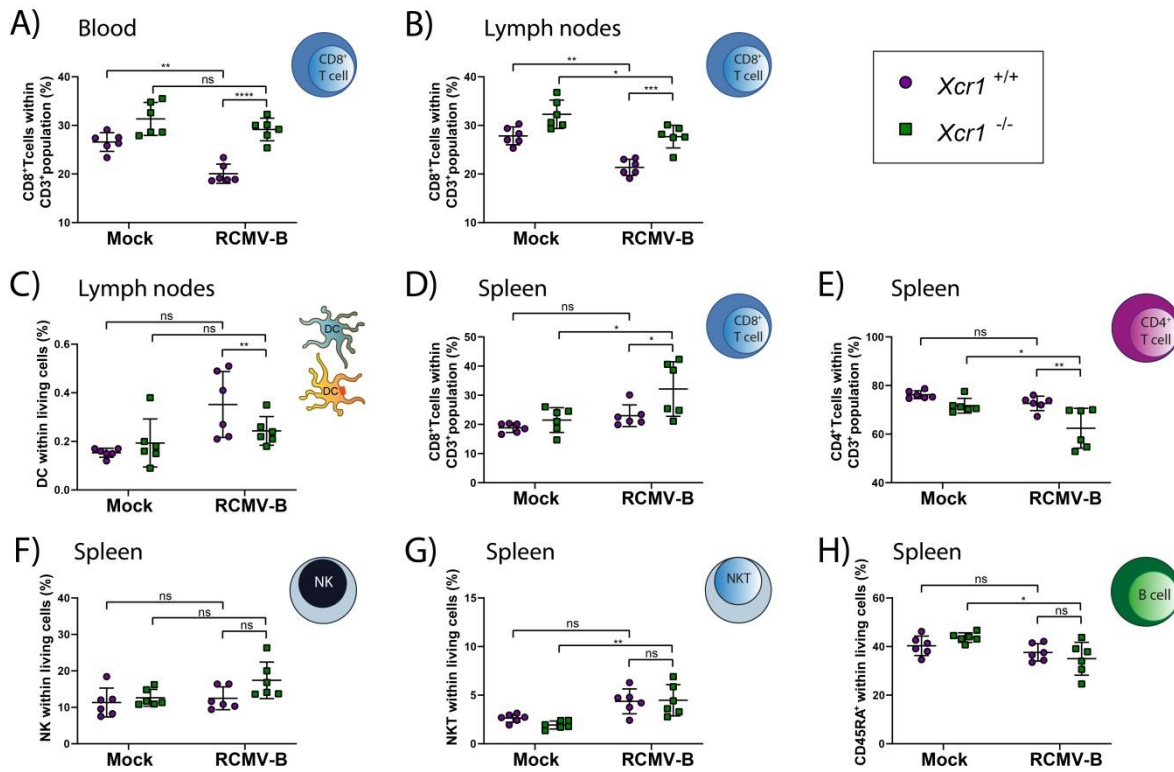 A) Blood
CD8⁺Tcells within
CD3⁺population (%)
40
30
20
10
**
ns
****
Mock
RCMV-B
CD8⁺
T cell
B) Lymph nodes
CD8⁺Tcells within
CD3⁺population (%)
40
30
20
10
**
*
***
Mock
RCMV-B
CD8⁺
T cell
Xcr1 +/+
Xcr1 -/-
C) Lymph nodes
DC within living cells (%)
0.6
0.4
0.2
0.0
ns
ns
**
Mock
RCMV-B
DC
DC
D) Spleen
CD8⁺Tcells within
CD3⁺population (%)
50
40
30
20
10
0
ns
*
*
Mock
RCMV-B
CD8⁺
T cell
E) Spleen
CD4⁺Tcells within
CD3⁺population (%)
100
80
60
40
ns
*
**
Mock
RCMV-B
CD4⁺
T cell
F) Spleen
NK within living cells (%)
40
30
20
10
0
ns
ns
ns
Mock
RCMV-B
NK
G) Spleen
NKT within living cells (%)
15
10
5
0
ns
**
ns
Mock
RCMV-B
NKT
H) Spleen
CD45RA⁺ within living cells (%)
60
40
20
0
ns
*
ns
Mock
RCMV-B
B cell